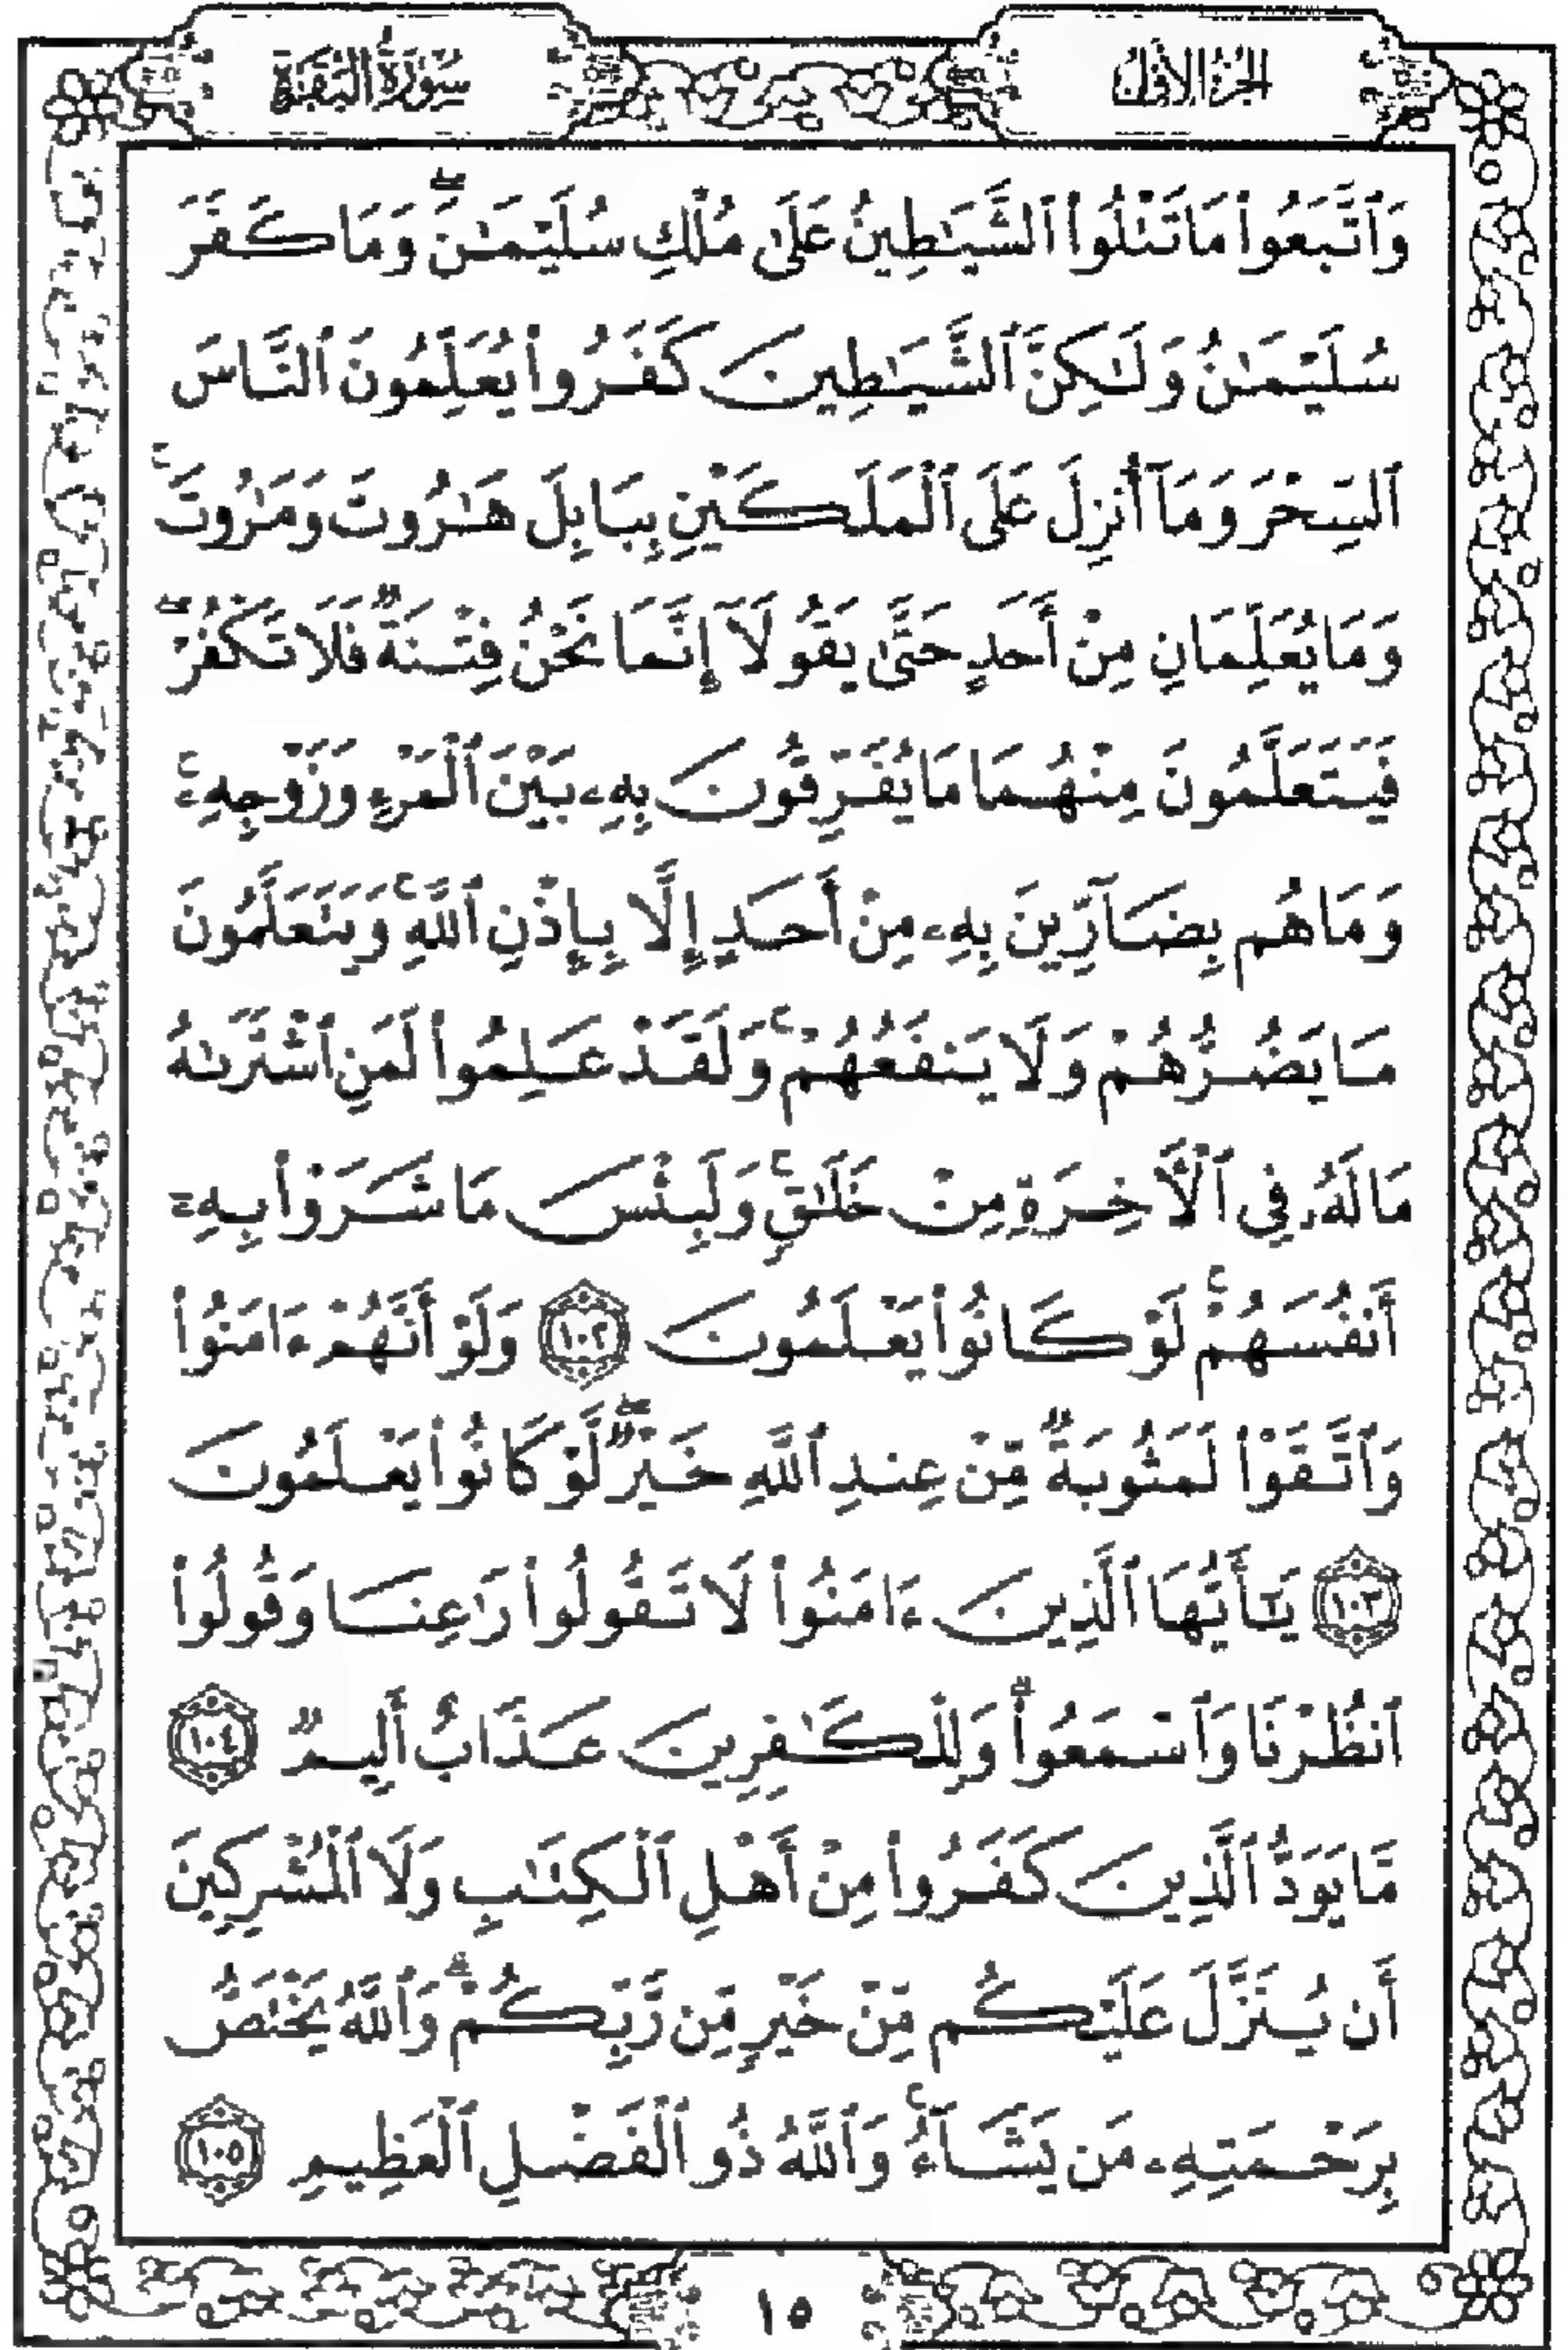 الجزء الأول
سورة البقرة
وَٱتَّبَعُوا۟ مَا تَتْلُوا۟ ٱلشَّيَـٰطِينُ عَلَىٰ مُلْكِ سُلَيْمَـٰنَ ۖ وَمَا كَفَرَ
سُلَيْمَـٰنُ وَلَـٰكِنَّ ٱلشَّيَـٰطِينَ كَفَرُوا۟ يُعَلِّمُونَ ٱلنَّاسَ
ٱلسِّحْرَ وَمَآ أُنزِلَ عَلَى ٱلْمَلَكَيْنِ بِبَابِلَ هَـٰرُوتَ وَمَـٰرُوتَ ۚ
وَمَا يُعَلِّمَانِ مِنْ أَحَدٍ حَتَّىٰ يَقُولَآ إِنَّمَا نَحْنُ فِتْنَةٌ فَلَا تَكْفُرْ ۖ
فَيَتَعَلَّمُونَ مِنْهُمَا مَا يُفَرِّقُونَ بِهِۦ بَيْنَ ٱلْمَرْءِ وَزَوْجِهِۦ ۚ
وَمَا هُم بِضَآرِّينَ بِهِۦ مِنْ أَحَدٍ إِلَّا بِإِذْنِ ٱللَّهِ ۚ وَيَتَعَلَّمُونَ
مَا يَضُرُّهُمْ وَلَا يَنفَعُهُمْ ۚ وَلَقَدْ عَلِمُوا۟ لَمَنِ ٱشْتَرَىٰهُ
مَا لَهُۥ فِى ٱلْـَٔاخِرَةِ مِنْ خَلَـٰقٍ ۚ وَلَبِئْسَ مَا شَرَوْا۟ بِهِۦٓ
أَنفُسَهُمْ ۚ لَوْ كَانُوا۟ يَعْلَمُونَ ١٠٢ وَلَوْ أَنَّهُمْ ءَامَنُوا۟
وَٱتَّقَوْا۟ لَمَثُوبَةٌ مِّنْ عِندِ ٱللَّهِ خَيْرٌ ۖ لَّوْ كَانُوا۟ يَعْلَمُونَ
١٠٣ يَـٰٓأَيُّهَا ٱلَّذِينَ ءَامَنُوا۟ لَا تَقُولُوا۟ رَٰعِنَا وَقُولُوا۟
ٱنظُرْنَا وَٱسْمَعُوا۟ ۗ وَلِلْكَـٰفِرِينَ عَذَابٌ أَلِيمٌ ١٠٤
مَّا يَوَدُّ ٱلَّذِينَ كَفَرُوا۟ مِنْ أَهْلِ ٱلْكِتَـٰبِ وَلَا ٱلْمُشْرِكِينَ
أَن يُنَزَّلَ عَلَيْكُم مِّنْ خَيْرٍ مِّن رَّبِّكُمْ ۗ وَٱللَّهُ يَخْتَصُّ
بِرَحْمَتِهِۦ مَن يَشَآءُ ۚ وَٱللَّهُ ذُو ٱلْفَضْلِ ٱلْعَظِيمِ ١٠٥
١٥